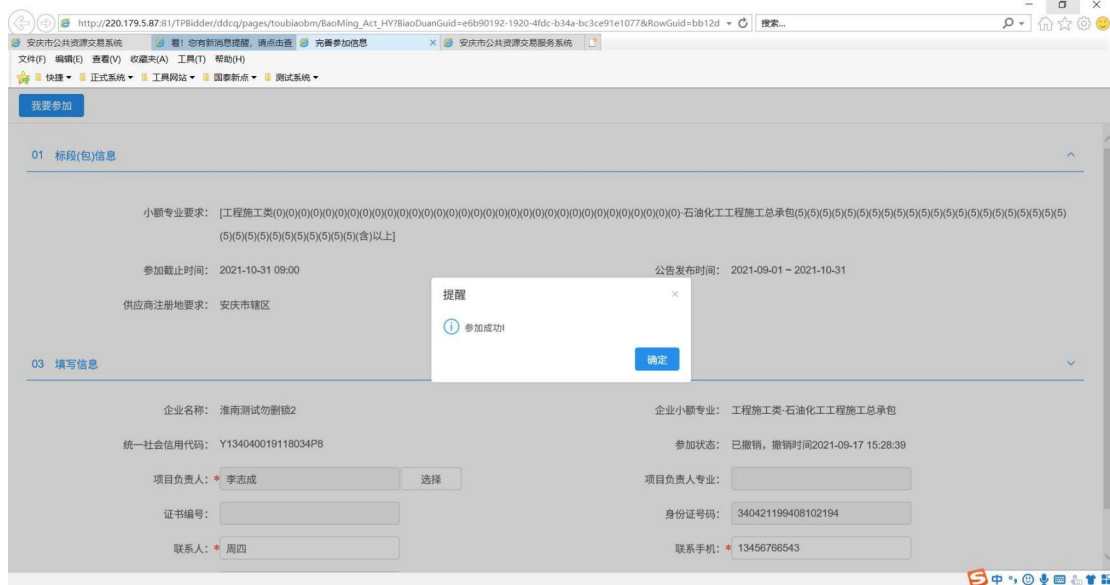 http://220.179.5.87:81/TPBidder/ddcq/pages/toubiaobm/BaoMing_Act_HY?BiaoDuanGuid=e6b90192-1920-4fdc-b34a-bc3ce91e1077&RowGuid=bb12d
搜索...
安庆市公共资源交易系统
看！您有新消息提醒，请点击查
完善参加信息
安庆市公共资源交易服务系统
文件(F) 编辑(E) 查看(V) 收藏夹(A) 工具(T) 帮助(H)
快捷 正式系统 工具网站 国泰新点 测试系统
我要参加
01 标段(包)信息
小额专业要求： [工程施工类(0)(0)(0)(0)(0)(0)(0)(0)(0)(0)(0)(0)(0)(0)(0)(0)(0)(0)(0)(0)(0)(0)(0)(0)(0)(0)(0)(0)(0)(0)(0)(0)(0)(0)(0)·石油化工工程施工总承包(5)(5)(5)(5)(5)(5)(5)(5)(5)(5)(5)(5)(5)(5)(5)(5)(5)(5)(5)(5)(5)(5)(5)
(5)(5)(5)(5)(5)(5)(5)(5)(5)(5)(5)(含)以上]
参加截止时间： 2021-10-31 09:00 公告发布时间： 2021-09-01 ~ 2021-10-31
供应商注册地要求： 安庆市辖区
提醒
参加成功!
确定
03 填写信息
企业名称： 淮南测试勿删锁2 企业小额专业： 工程施工类·石油化工工程施工总承包
统一社会信用代码： Y134040019118034P8 参加状态： 已撤销，撤销时间2021-09-17 15:28:39
项目负责人：* 李志成 选择 项目负责人专业：
证书编号： 身份证号码： 340421199408102194
联系人：* 周四 联系手机：* 13456766543
中